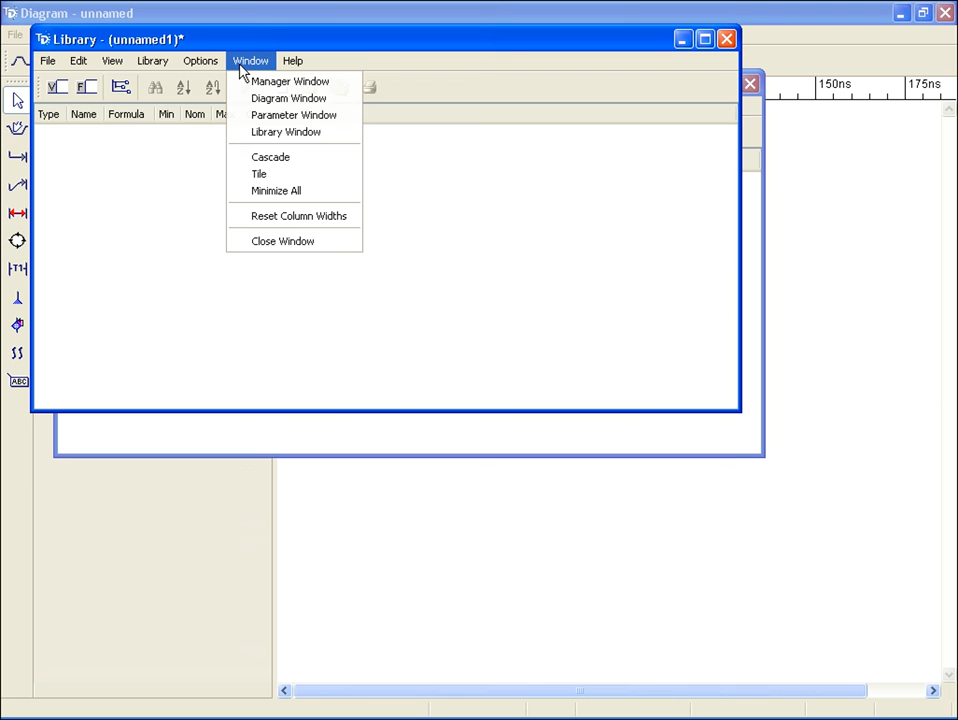 Diagram - unnamed
File
Library - (unnamed1)*
File Edit View Library Options Window Help
Type Name Formula Min Nom
Manager Window
Diagram Window
Parameter Window
Library Window
Cascade
Tile
Minimize All
Reset Column Widths
Close Window
150ns 175ns
V
F
T1
ABC